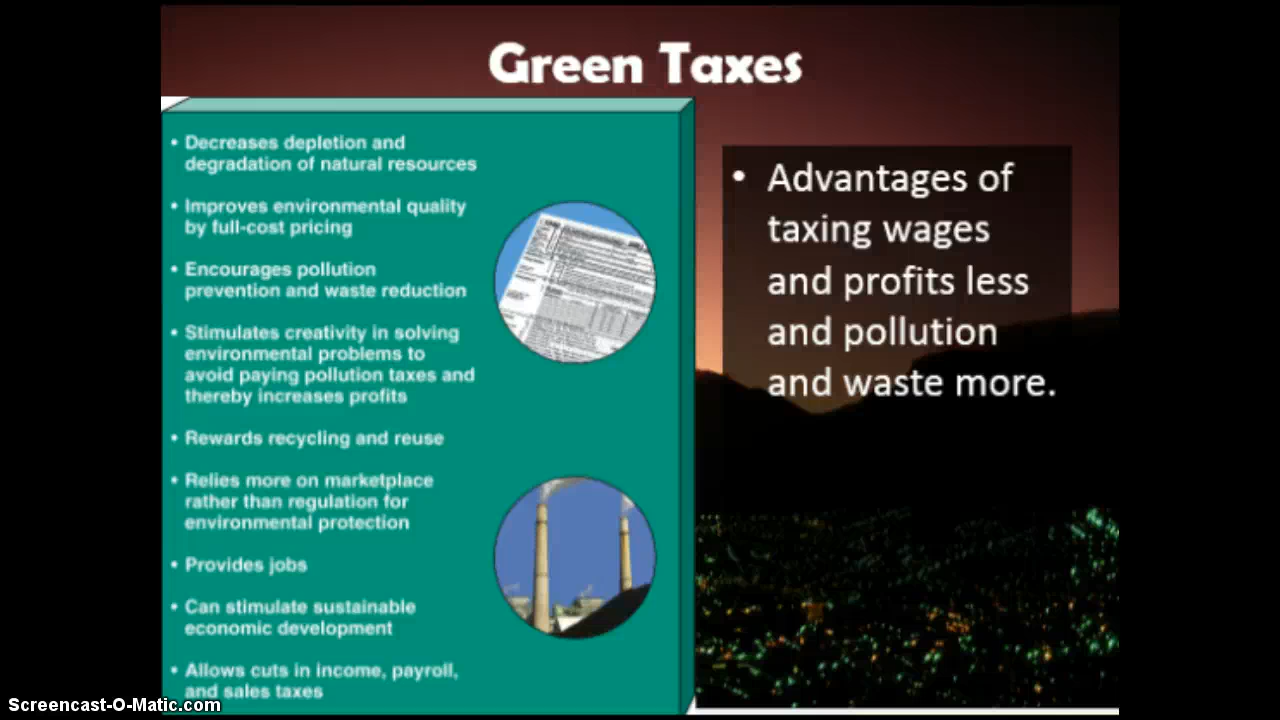 Green Taxes
• Decreases depletion and
degradation of natural resources
• Improves environmental quality
by full-cost pricing
• Encourages pollution
prevention and waste reduction
• Stimulates creativity in solving
environmental problems to
avoid paying pollution taxes and
thereby increases profits
• Rewards recycling and reuse
• Relies more on marketplace
rather than regulation for
environmental protection
• Provides jobs
• Can stimulate sustainable
economic development
• Allows cuts in income, payroll,
and sales taxes
• Advantages of
taxing wages
and profits less
and pollution
and waste more.
Screencast-O-Matic.com